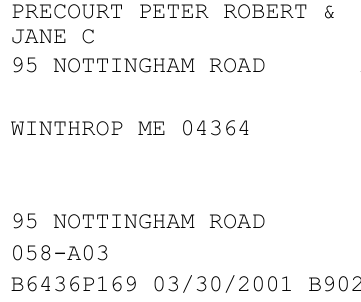 PRECOURT PETER ROBERT &
JANE C
95 NOTTINGHAM ROAD
WINTHROP ME 04364
95 NOTTINGHAM ROAD
058-A03
B6436P169 03/30/2001 B902